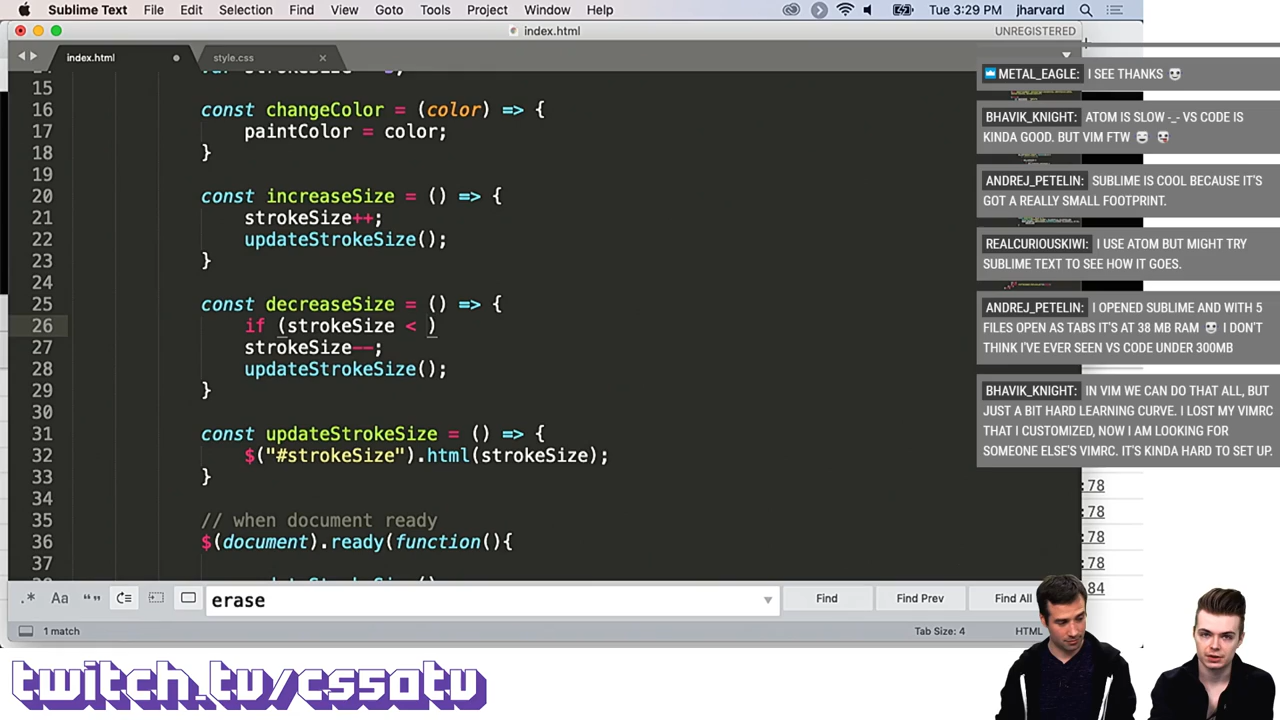 Sublime Text File Edit Selection Find View Goto Tools Project Window Help Tue 3:29 PM jharvard
index.html UNREGISTERED
index.html style.css
15
16 const changeColor = (color) => {
17 paintColor = color;
18 }
19
20 const increaseSize = () => {
21 strokeSize++;
22 updateStrokeSize();
23 }
24
25 const decreaseSize = () => {
26 if (strokeSize < )
27 strokeSize--;
28 updateStrokeSize();
29 }
30
31 const updateStrokeSize = () => {
32 $("#strokeSize").html(strokeSize);
33 }
34
35 // when document ready
36 $(document).ready(function(){
37
METAL_EAGLE: I SEE THANKS
BHAVIK_KNIGHT: ATOM IS SLOW -_- VS CODE IS
KINDA GOOD. BUT VIM FTW
ANDREJ_PETELIN: SUBLIME IS COOL BECAUSE IT'S
GOT A REALLY SMALL FOOTPRINT.
REALCURIOUSKIWI: I USE ATOM BUT MIGHT TRY
SUBLIME TEXT TO SEE HOW IT GOES.
ANDREJ_PETELIN: I OPENED SUBLIME AND WITH 5
FILES OPEN AS TABS IT'S AT 38 MB RAM I DON'T
THINK I'VE EVER SEEN VS CODE UNDER 300MB
BHAVIK_KNIGHT: IN VIM WE CAN DO THAT ALL, BUT
JUST A BIT HARD LEARNING CURVE. I LOST MY VIMRC
THAT I CUSTOMIZED, NOW I AM LOOKING FOR
SOMEONE ELSE'S VIMRC. IT'S KINDA HARD TO SET UP.
:78
:78
:78
:78
:84
.* Aa “” erase Find Find Prev Find All
1 match Tab Size: 4 HTML
twitch.tv/cs50tv